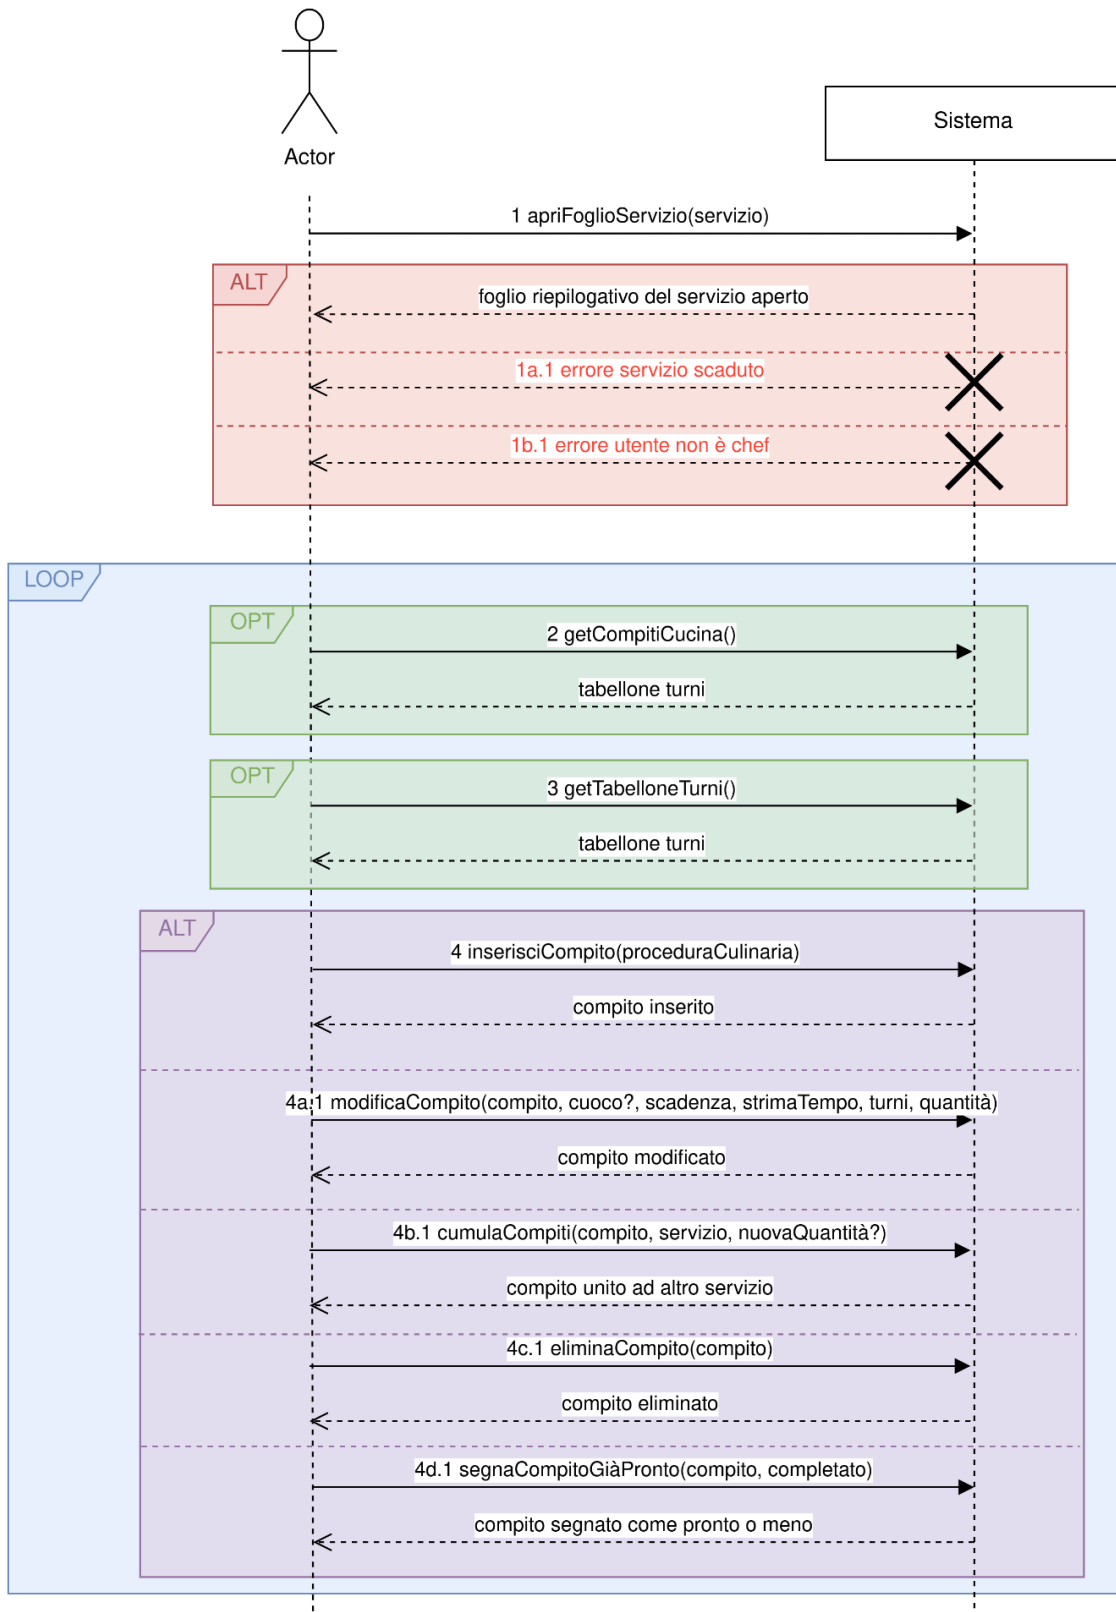 Actor
Sistema
1 apriFoglioServizio(servizio)
ALT
foglio riepilogativo del servizio aperto
1a.1 errore servizio scaduto
1b.1 errore utente non è chef
LOOP
OPT
2 getCompitiCucina()
tabellone turni
OPT
3 getTabelloneTurni()
tabellone turni
ALT
4 inserisciCompito(proceduraCulinaria)
compito inserito
4a.1 modificaCompito(compito, cuoco?, scadenza, strimaTempo, turni, quantità)
compito modificato
4b.1 cumulaCompiti(compito, servizio, nuovaQuantità?)
compito unito ad altro servizio
4c.1 eliminaCompito(compito)
compito eliminato
4d.1 segnaCompitoGiàPronto(compito, completato)
compito segnato come pronto o meno